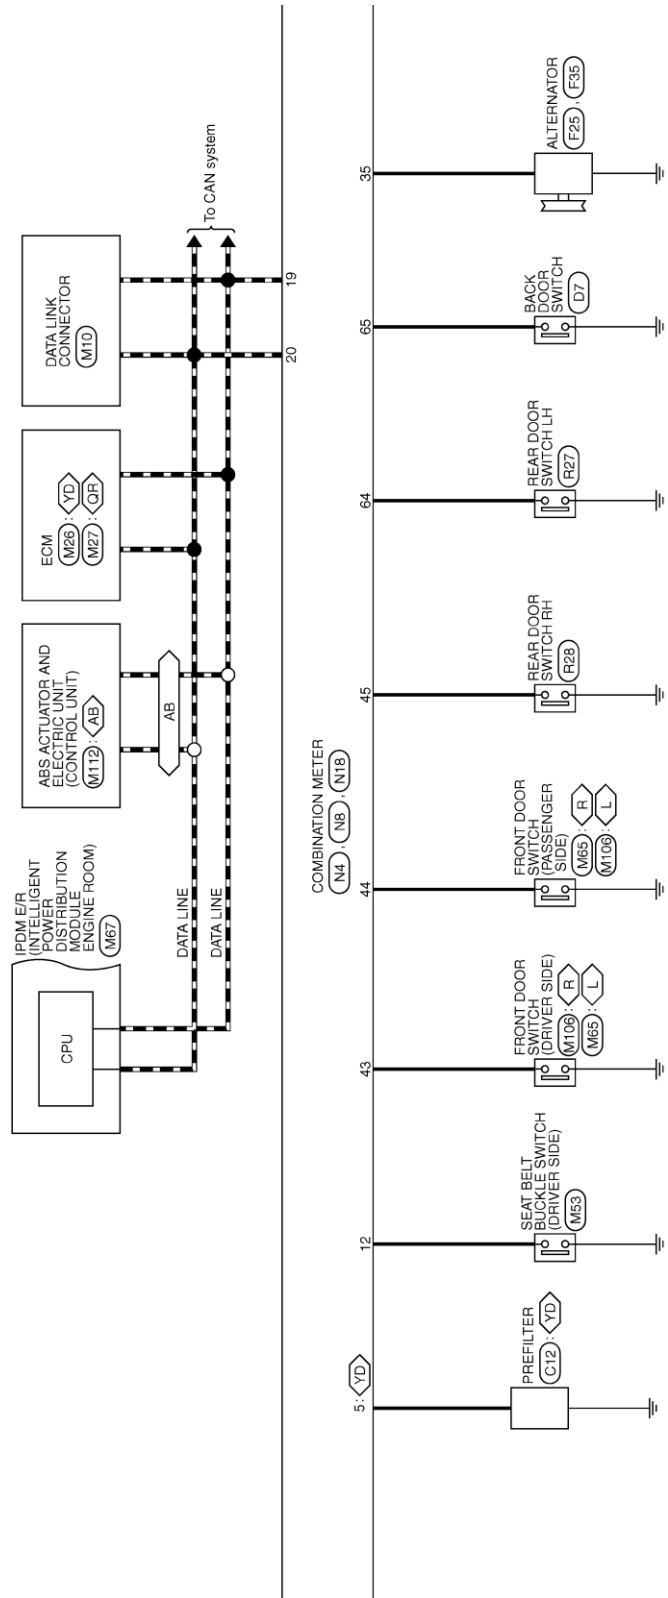 IPDM E/R
(INTELLIGENT
POWER
DISTRIBUTION
MODULE
ENGINE ROOM)
M67
CPU
ABS ACTUATOR AND
ELECTRIC UNIT
(CONTROL UNIT)
M112 : AB
ECM
M26 : YD
M27 : QR
DATA LINK
CONNECTOR
M10
AB
DATA LINE
DATA LINE
To CAN system
20
19
COMBINATION METER
N4 , N8 , N18
5 : YD
12
43
44
45
64
65
35
PREFILTER
C12 : YD
SEAT BELT
BUCKLE SWITCH
(DRIVER SIDE)
M53
FRONT DOOR
SWITCH
(DRIVER SIDE)
M106 : R
M65 : L
FRONT DOOR
SWITCH
(PASSENGER
SIDE)
M65 : R
M106 : L
REAR DOOR
SWITCH RH
R28
REAR DOOR
SWITCH LH
R27
BACK
DOOR
SWITCH
D7
ALTERNATOR
F25 , F35